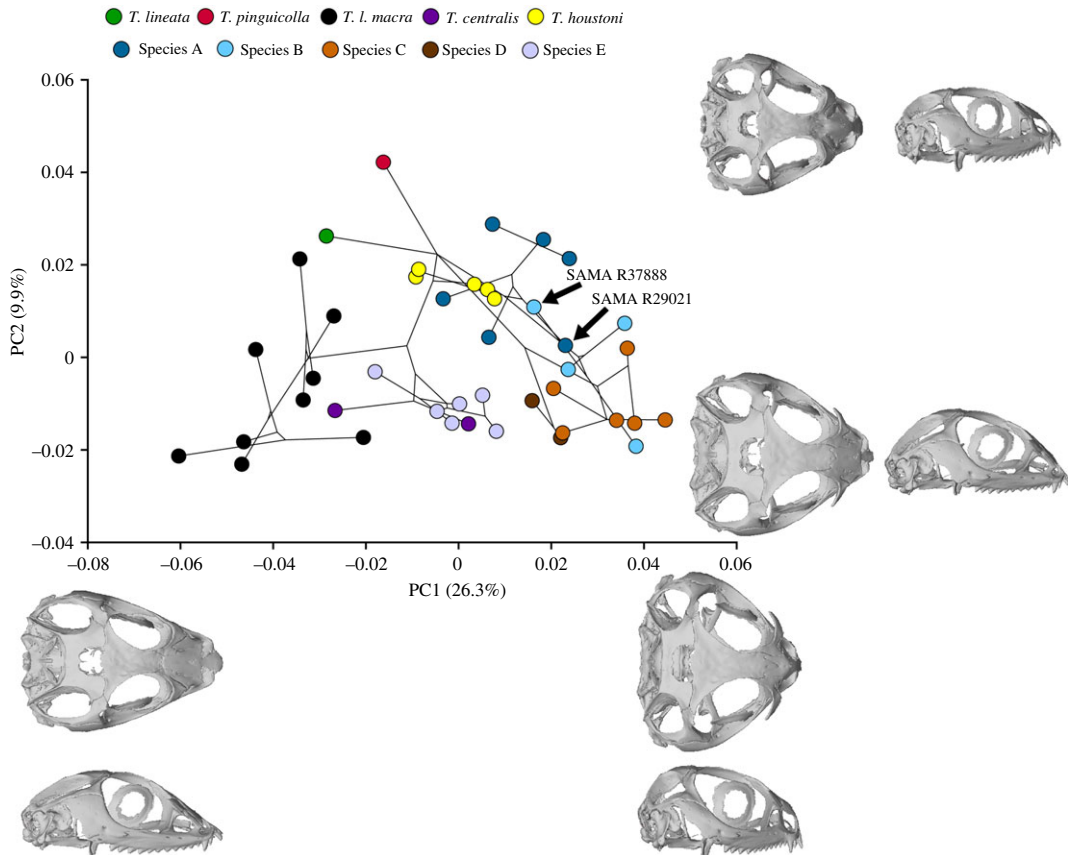 T. lineata T. pinguicolla T. l. macra T. centralis T. houstoni
Species A Species B Species C Species D Species E
0.06
0.04
0.02
0
–0.02
–0.04
PC2 (9.9%)
SAMA R37888
SAMA R29021
–0.08 –0.06 –0.04 –0.02 0 0.02 0.04 0.06
PC1 (26.3%)